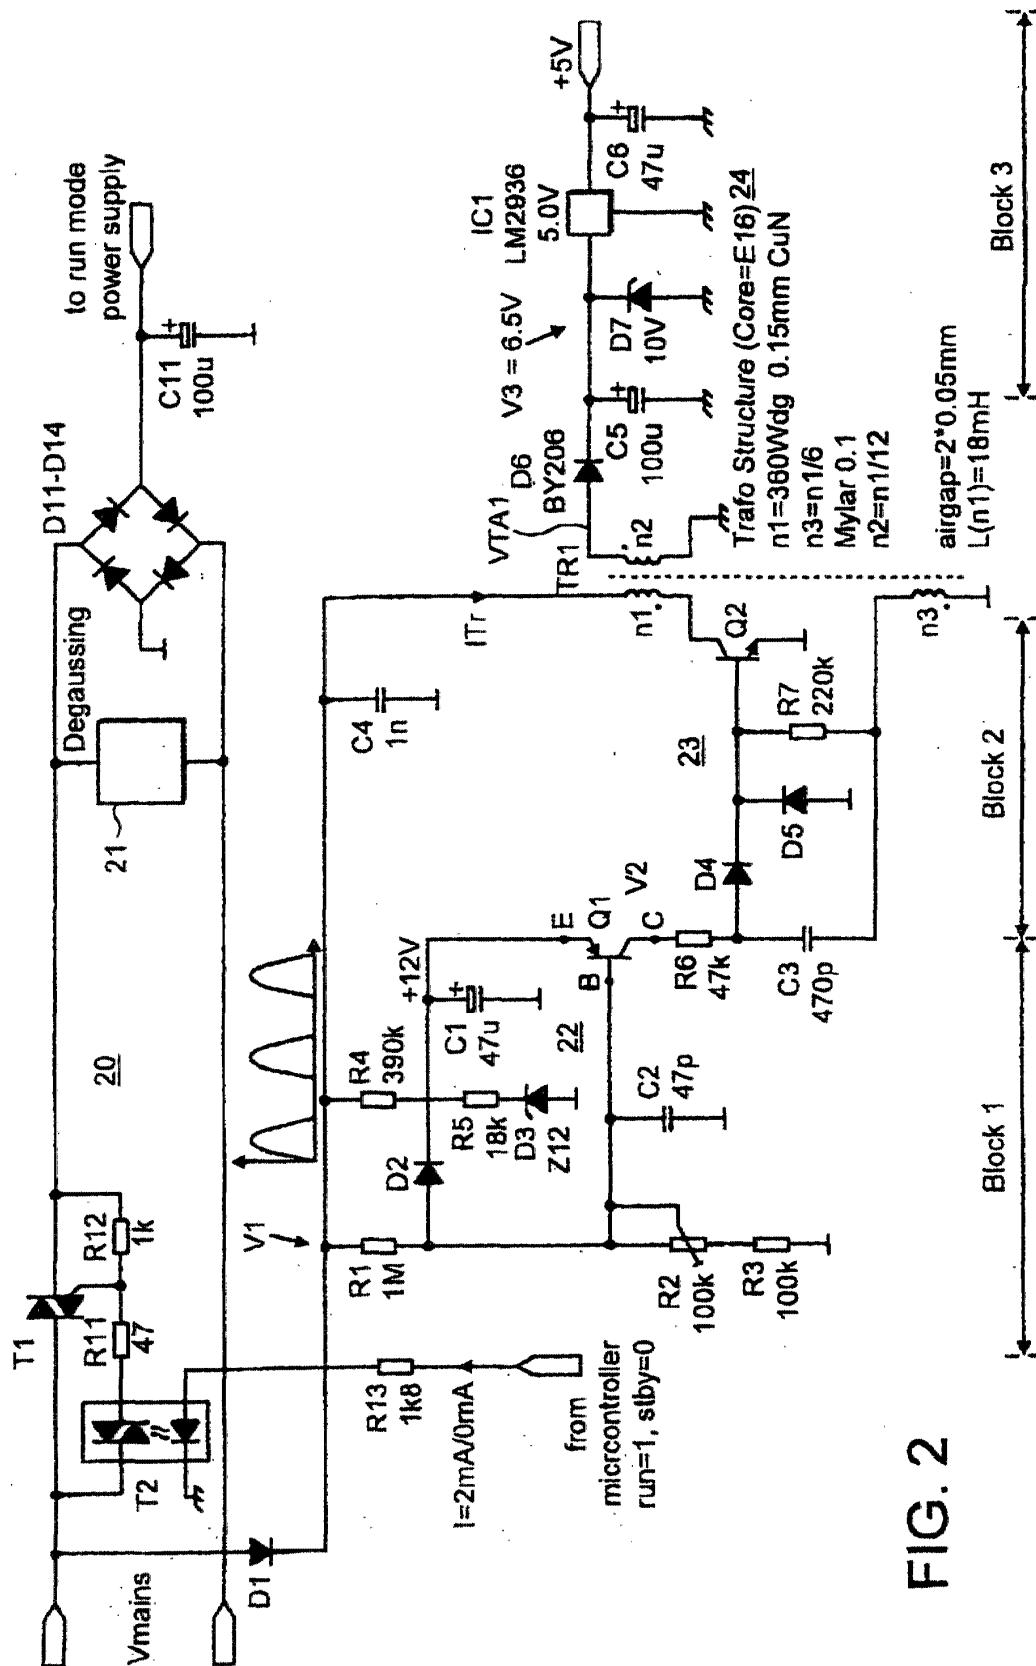 to run mode
power supply
D11-D14
C11
+
100u
Degaussing
21
20
T1
R12
1k
R11
47
T2
Vmains
D1
V1
R13
1k8
I=2mA/0mA
from
micrcontroller
run=1, stby=0
R1
1M
D2
R4
390k
R5
18k
D3
Z12
+12V
C1
+
47u
22
C2
47p
R2
100k
R3
100k
E
Q1
B
C
V2
R6
47k
C3
470p
D4
D5
23
R7
220k
Q2
C4
1n
ITr
TR1
n1
n2
n3
VTA1
D6
BY206
C5
+
100u
V3 = 6.5V
D7
10V
IC1
LM2936
5.0V
C6
+
47u
+5V
Trafo Structure (Core=E16) 24
n1=360Wdg 0.15mm CuN
n3=n1/6
Mylar 0.1
n2=n1/12
airgap=2*0.05mm
L(n1)=18mH
Block 1
Block 2
Block 3
FIG. 2